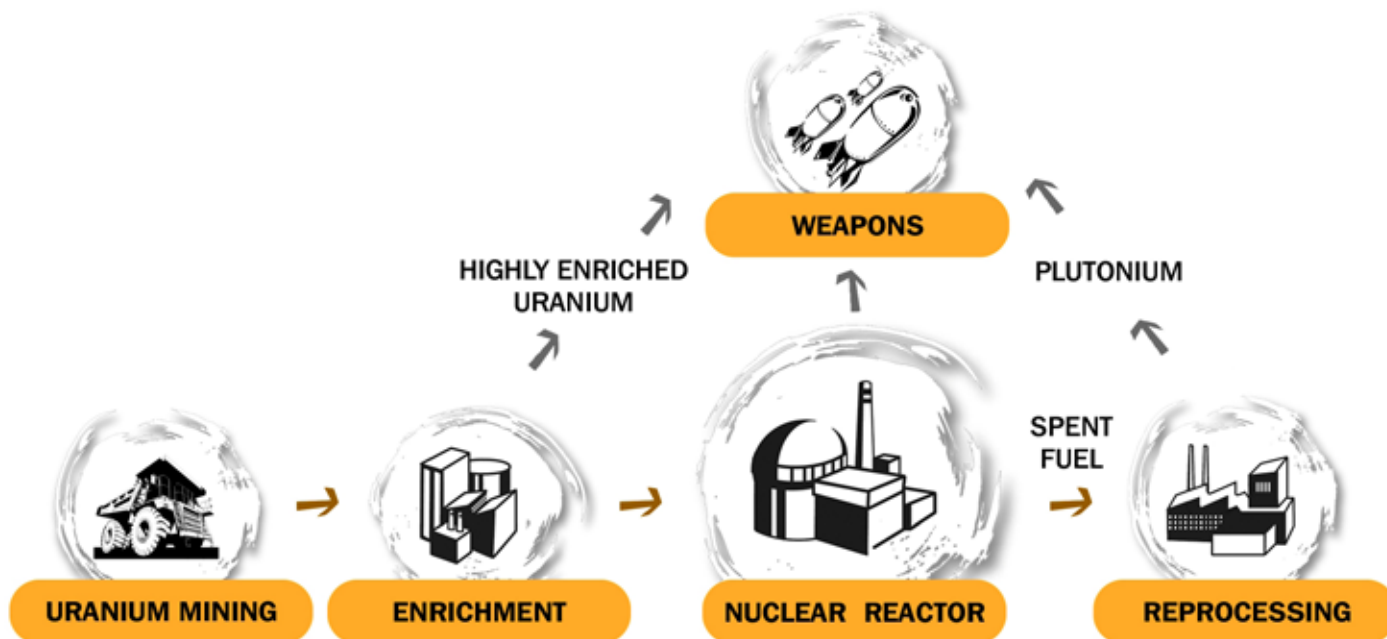 WEAPONS
HIGHLY ENRICHED
URANIUM
PLUTONIUM
SPENT
FUEL
URANIUM MINING
ENRICHMENT
NUCLEAR REACTOR
REPROCESSING